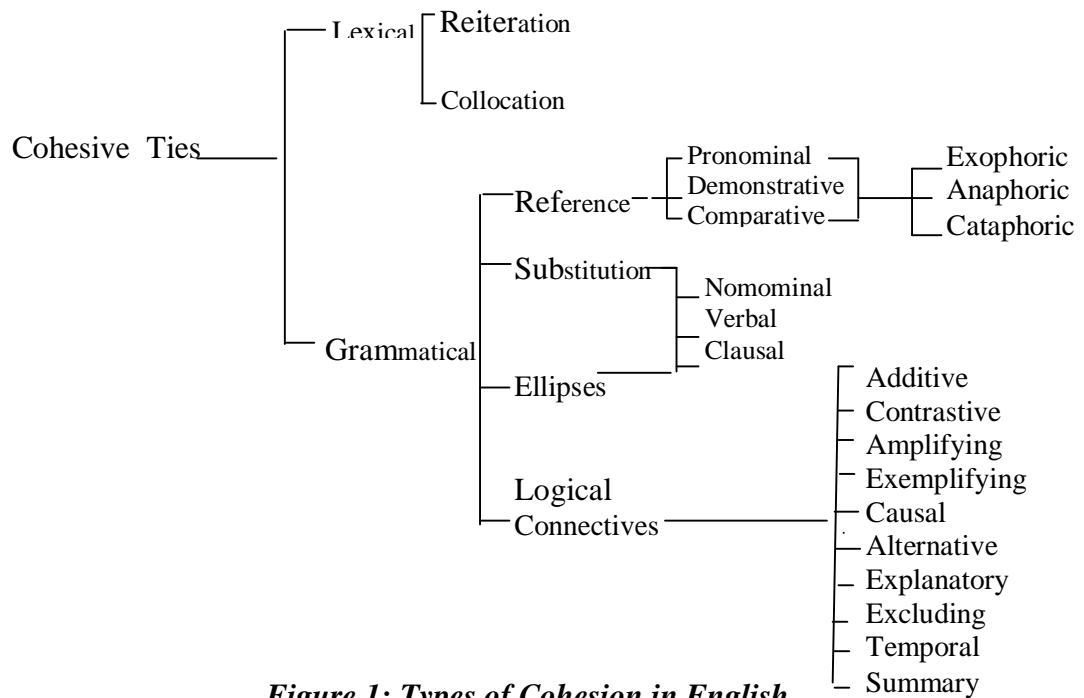 Lexical
Reiteration
Collocation
Cohesive Ties
Grammatical
Reference
Pronominal
Demonstrative
Comparative
Exophoric
Anaphoric
Cataphoric
Substitution
Ellipses
Nomominal
Verbal
Clausal
Logical
Connectives
Additive
Contrastive
Amplifying
Exemplifying
Causal
Alternative
Explanatory
Excluding
Temporal
Summary
Figure 1: Types of Cohesion in English